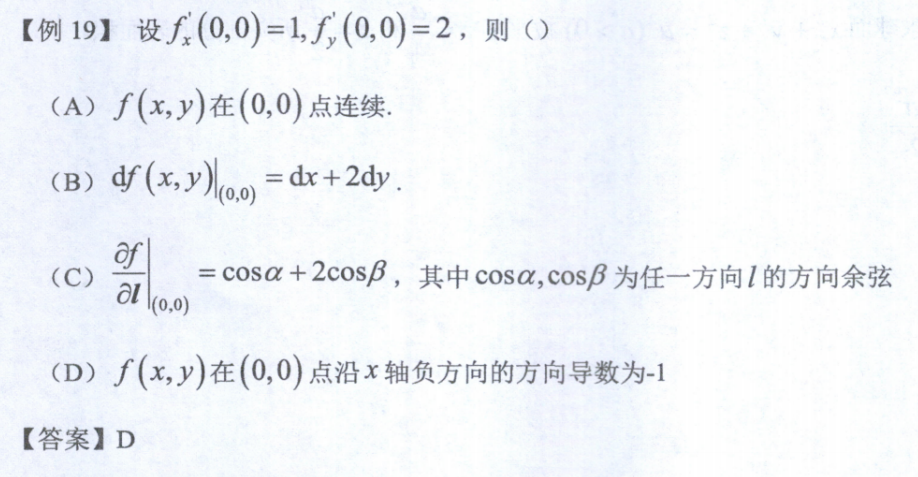 【例 19】 设 $f_x'(0,0)=1, f_y'(0,0)=2$，则（）
（A） $f(x,y)$在$(0,0)$点连续.
（B） $\mathrm{d}f(x,y)\big|_{(0,0)}=\mathrm{d}x+2\mathrm{d}y$.
（C） $\left.\frac{\partial f}{\partial l}\right|_{(0,0)}=\cos\alpha+2\cos\beta$，其中$\cos\alpha,\cos\beta$为任一方向$l$的方向余弦
（D） $f(x,y)$在$(0,0)$点沿$x$轴负方向的方向导数为-1
【答案】D